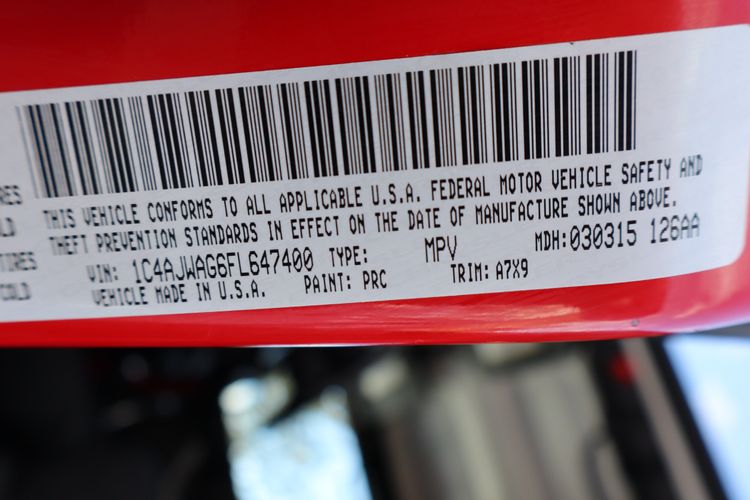 THIS VEHICLE CONFORMS TO ALL APPLICABLE U.S.A. FEDERAL MOTOR VEHICLE SAFETY AND
THEFT PREVENTION STANDARDS IN EFFECT ON THE DATE OF MANUFACTURE SHOWN ABOVE.
VIN: 1C4AJWAG6FL647400 TYPE: MPV MDH:030315 126AA
VEHICLE MADE IN U.S.A. PAINT: PRC TRIM: A7X9